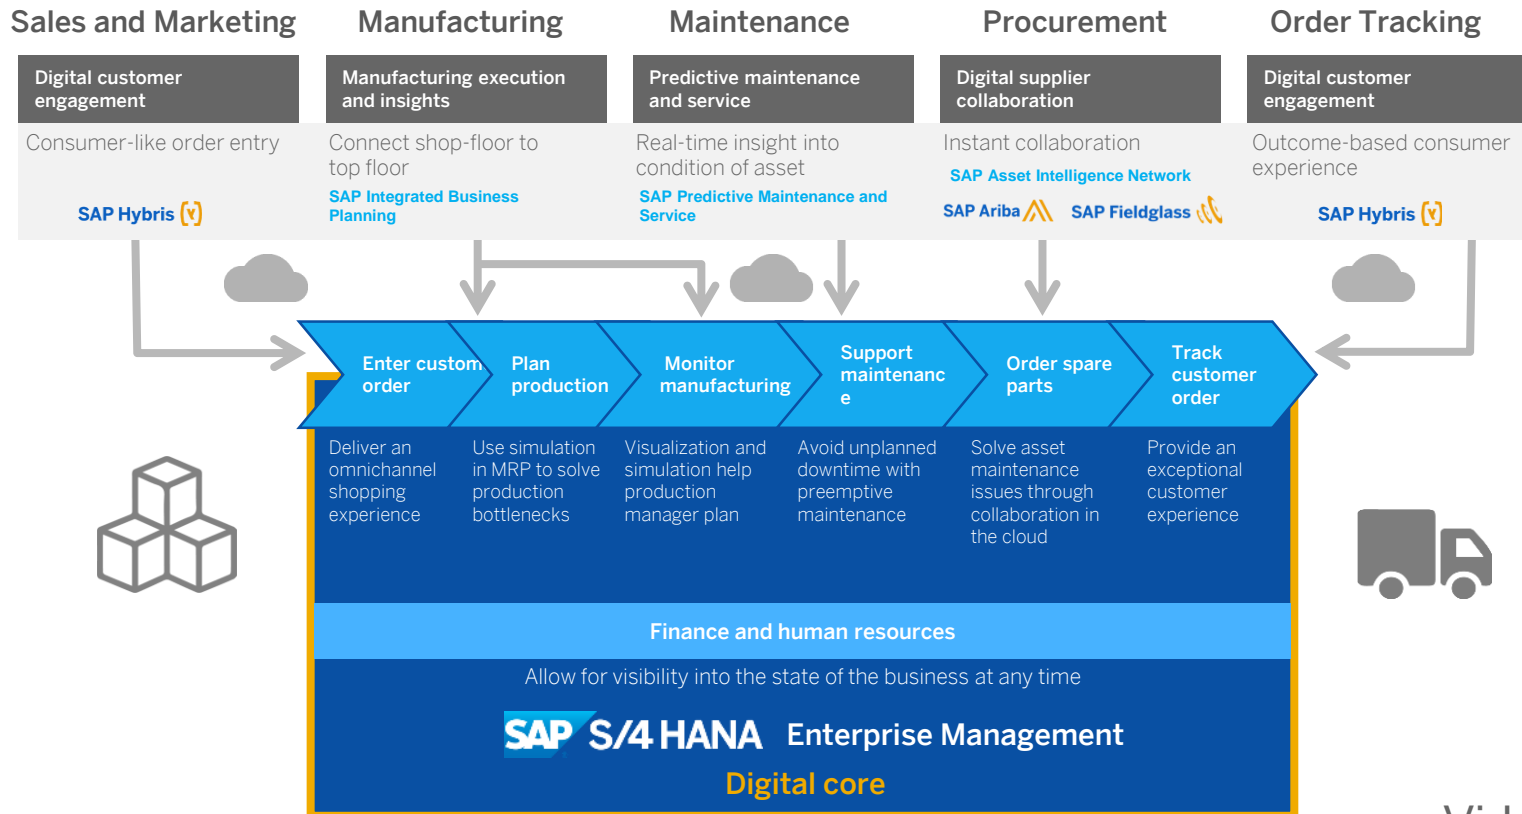 Sales and Marketing
Manufacturing
Maintenance
Procurement
Order Tracking
Digital customer
engagement
Manufacturing execution
and insights
Predictive maintenance
and service
Digital supplier
collaboration
Digital customer
engagement
Consumer-like order entry
SAP Hybris
Connect shop-floor to
top floor
SAP Integrated Business
Planning
Real-time insight into
condition of asset
SAP Predictive Maintenance and
Service
Instant collaboration
SAP Asset Intelligence Network
SAP Ariba
SAP Fieldglass
Outcome-based consumer
experience
SAP Hybris
Enter custom
order
Plan
production
Monitor
manufacturing
Support
maintenanc
e
Order spare
parts
Track
customer
order
Deliver an
omnichannel
shopping
experience
Use simulation
in MRP to solve
production
bottlenecks
Visualization and
simulation help
production
manager plan
Avoid unplanned
downtime with
preemptive
maintenance
Solve asset
maintenance
issues through
collaboration in
the cloud
Provide an
exceptional
customer
experience
Finance and human resources
Allow for visibility into the state of the business at any time
SAP S/4 HANA Enterprise Management
Digital core